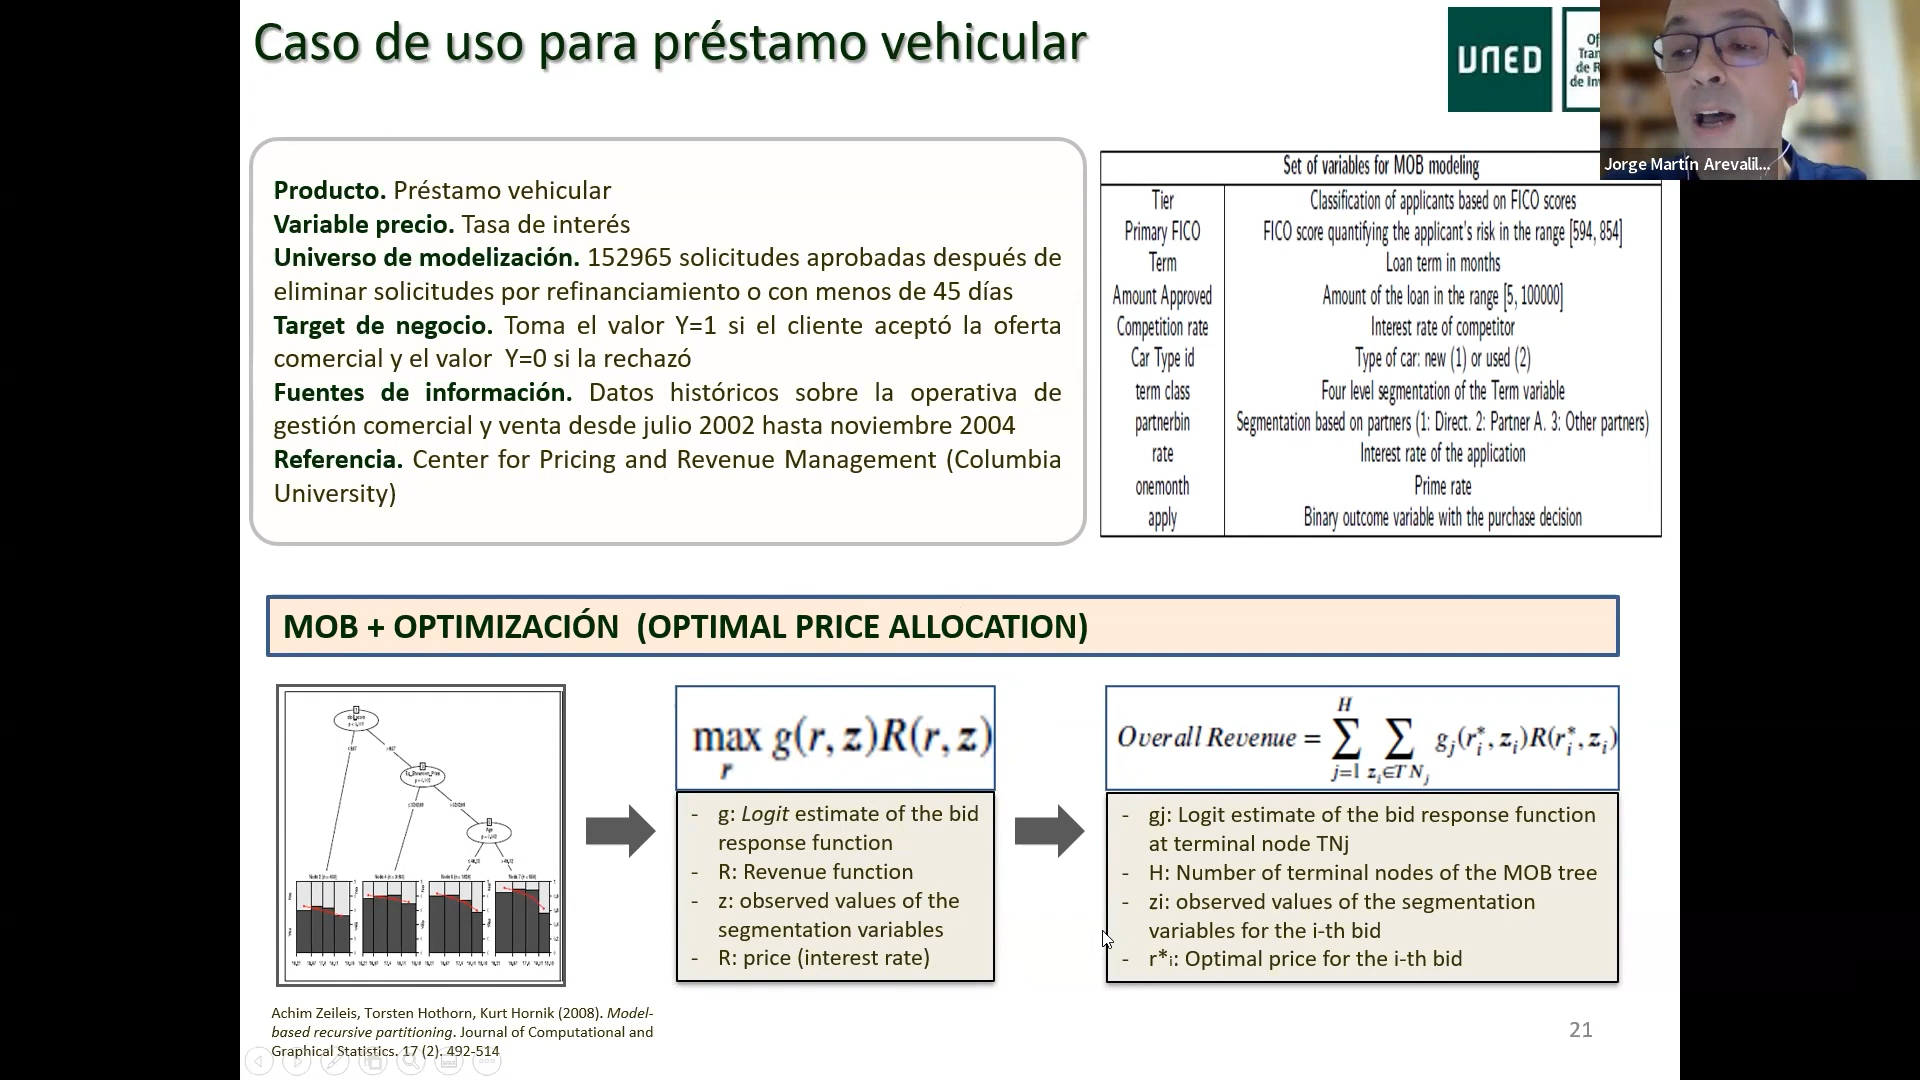 Caso de uso para préstamo vehicular
UNED
Jorge Martín Arevalil...
Producto. Préstamo vehicular
Variable precio. Tasa de interés
Universo de modelización. 152965 solicitudes aprobadas después de
eliminar solicitudes por refinanciamiento o con menos de 45 días
Target de negocio. Toma el valor Y=1 si el cliente aceptó la oferta
comercial y el valor Y=0 si la rechazó
Fuentes de información. Datos históricos sobre la operativa de
gestión comercial y venta desde julio 2002 hasta noviembre 2004
Referencia. Center for Pricing and Revenue Management (Columbia
University)
Set of variables for MOB modeling
Tier Classification of applicants based on FICO scores
Primary FICO FICO score quantifying the applicant's risk in the range [594, 854]
Term Loan term in months
Amount Approved Amount of the loan in the range [5, 100000]
Competition rate Interest rate of competitor
Car Type id Type of car: new (1) or used (2)
term class Four level segmentation of the Term variable
partnerbin Segmentation based on partners (1: Direct. 2: Partner A. 3: Other partners)
rate Interest rate of the application
onemonth Prime rate
apply Binary outcome variable with the purchase decision
MOB + OPTIMIZACIÓN (OPTIMAL PRICE ALLOCATION)
max g(r, z)R(r, z)
r
- g: Logit estimate of the bid
response function
- R: Revenue function
- z: observed values of the
segmentation variables
- R: price (interest rate)
H
Overall Revenue = ∑ ∑ g_j(r_i^*, z_i)R(r_i^*, z_i)
j=1 z_i∈TN_j
- gj: Logit estimate of the bid response function
at terminal node TNj
- H: Number of terminal nodes of the MOB tree
- zi: observed values of the segmentation
variables for the i-th bid
- r*i: Optimal price for the i-th bid
Achim Zeileis, Torsten Hothorn, Kurt Hornik (2008). Model-
based recursive partitioning. Journal of Computational and
Graphical Statistics. 17 (2). 492-514
21